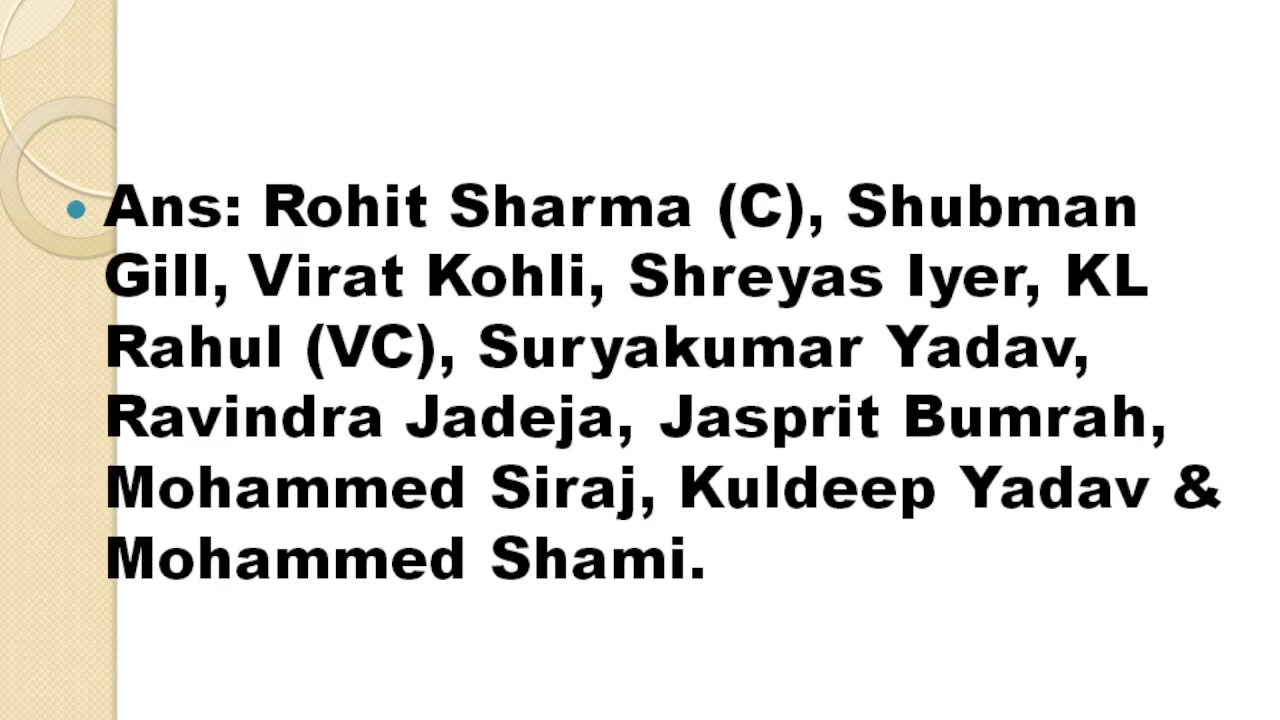 Ans: Rohit Sharma (C), Shubman
Gill, Virat Kohli, Shreyas Iyer, KL
Rahul (VC), Suryakumar Yadav,
Ravindra Jadeja, Jasprit Bumrah,
Mohammed Siraj, Kuldeep Yadav &
Mohammed Shami.